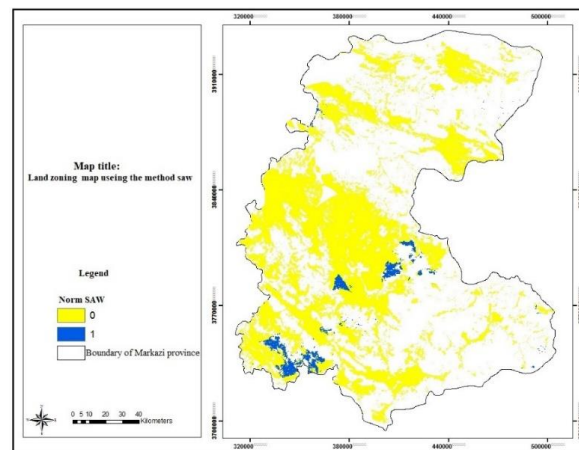 320000 380000 440000 500000
Map title:
Land zoning map useing the method saw
Legend
Norm SAW
0
1
Boundary of Markazi province
0 5 10 20 30 40
Kilometers
3910000
3840000
3770000
3700000
320000 380000 440000 500000